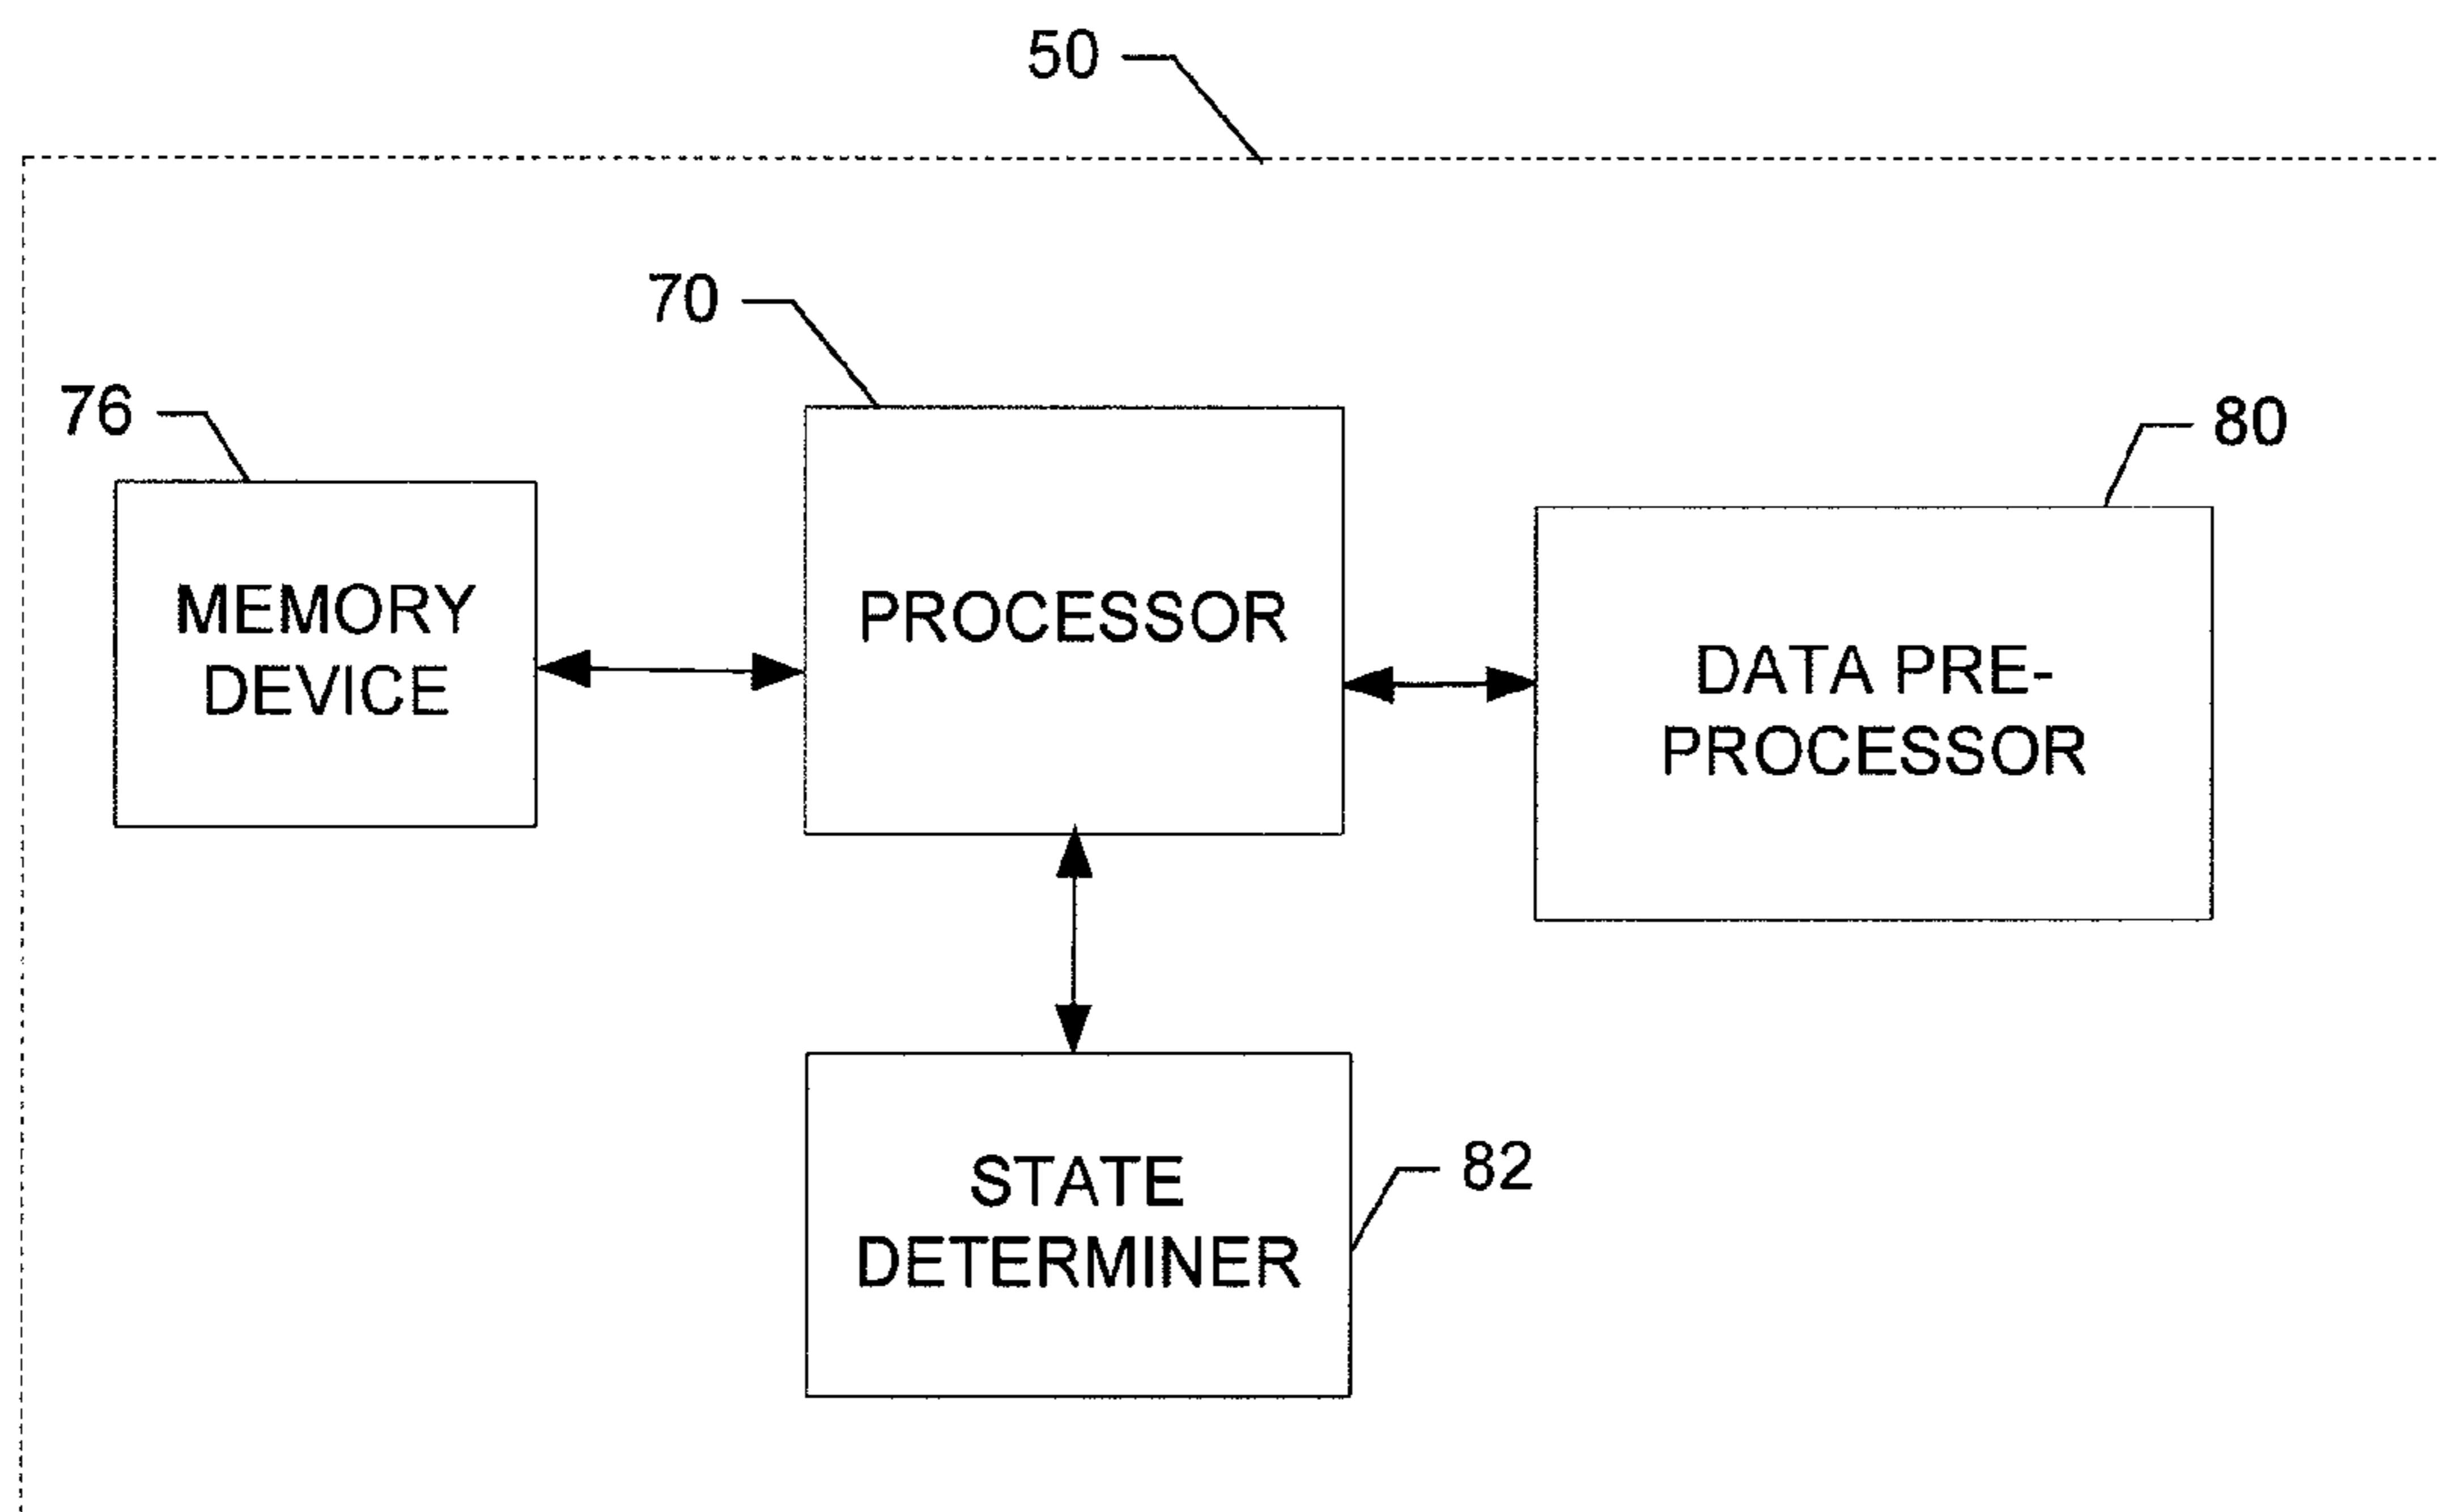 50
70
76
80
MEMORY
DEVICE
PROCESSOR
DATA PRE-
PROCESSOR
STATE
DETERMINER
82